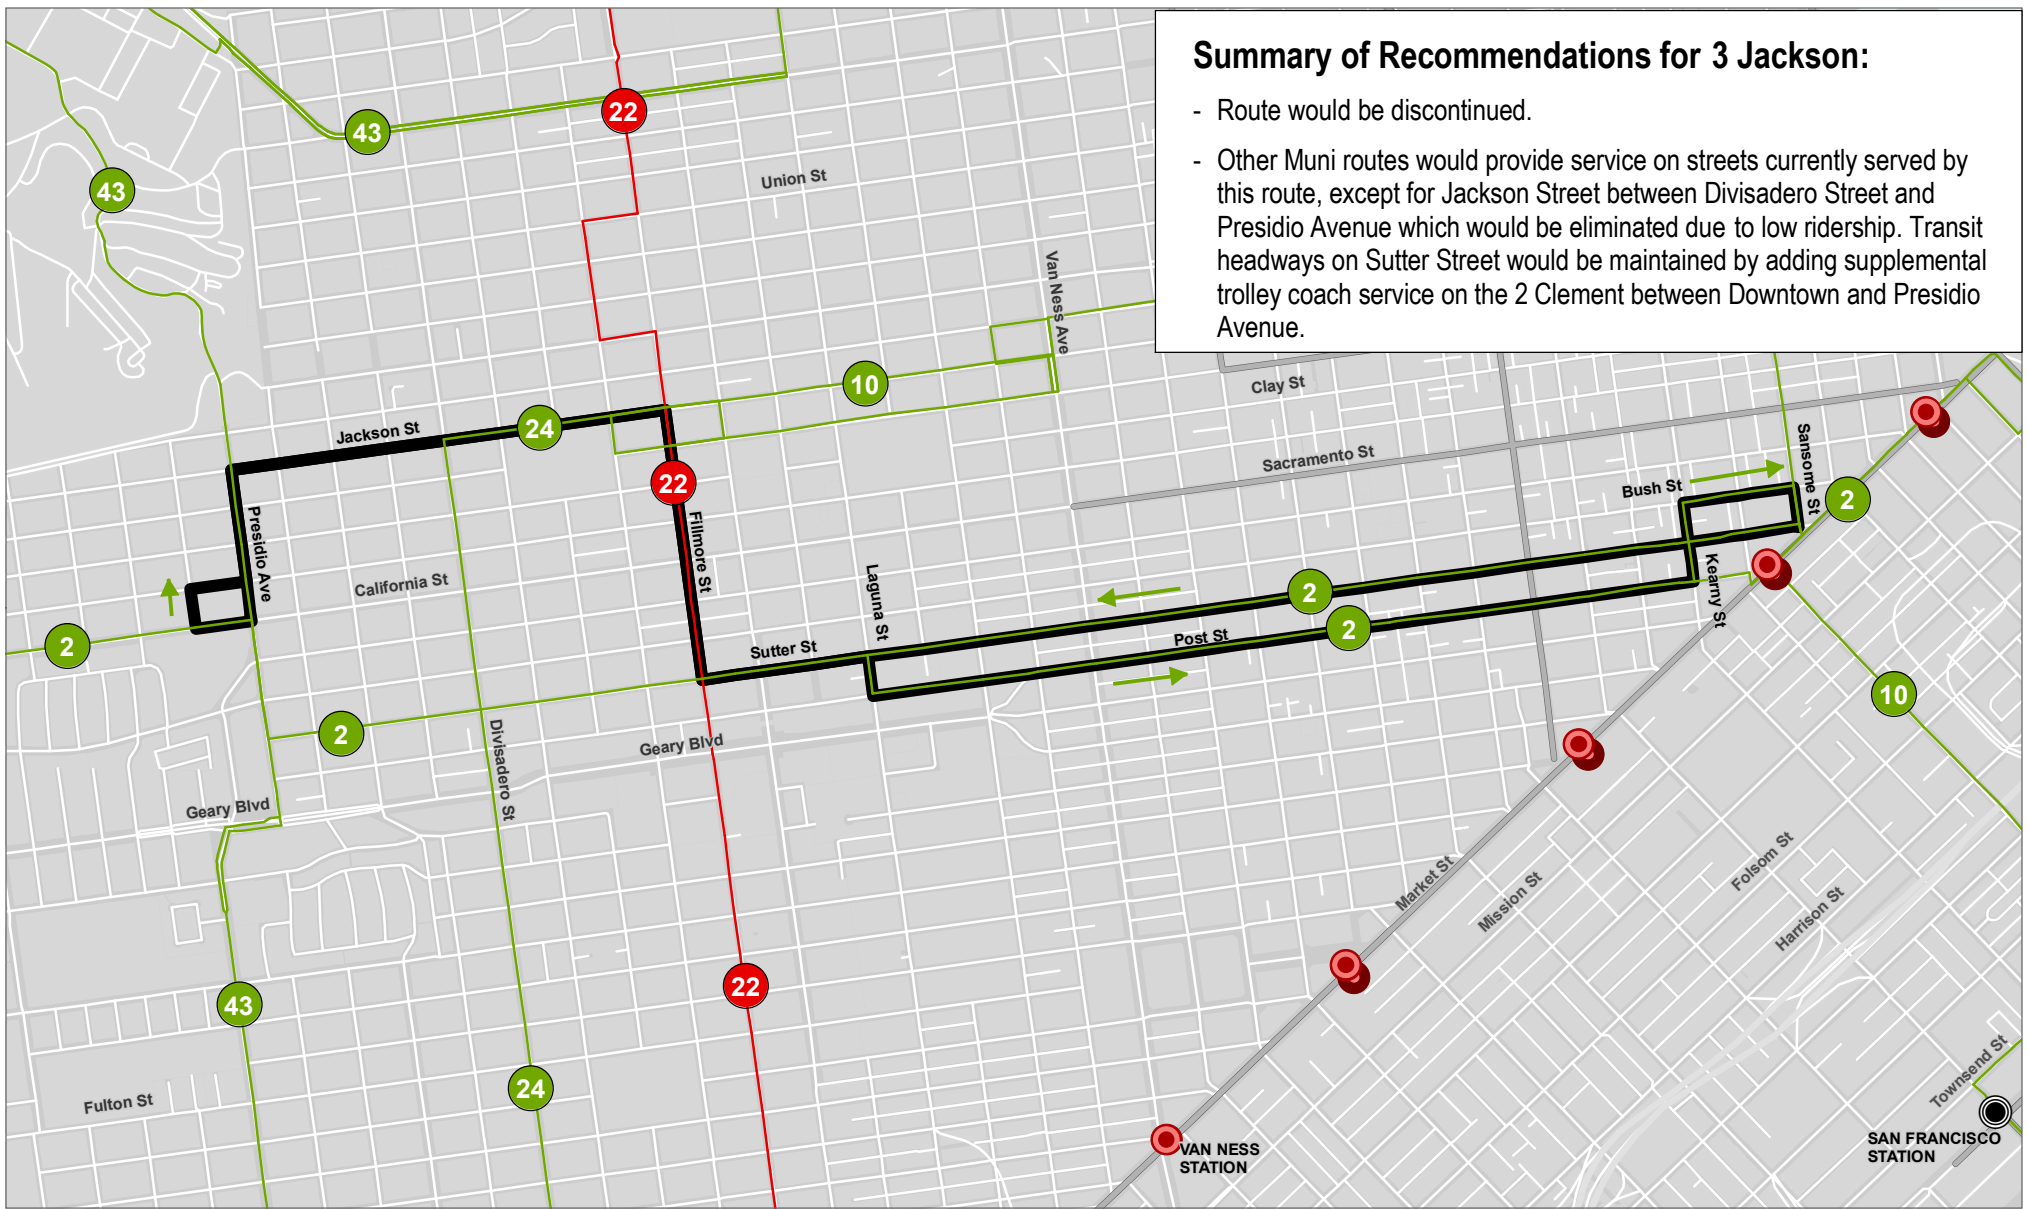 Summary of Recommendations for 3 Jackson:
- Route would be discontinued.
- Other Muni routes would provide service on streets currently served by
this route, except for Jackson Street between Divisadero Street and
Presidio Avenue which would be eliminated due to low ridership. Transit
headways on Sutter Street would be maintained by adding supplemental
trolley coach service on the 2 Clement between Downtown and Presidio
Avenue.
22
43
43
Union St
Van Ness Ave
10
Clay St
24
Jackson St
Sacramento St
Sansome St
22
Bush St
2
Presidio Ave
Fillmore St
California St
Laguna St
Kearny St
2
2
Post St
2
Sutter St
10
2
Divisadero St
Geary Blvd
Geary Blvd
Market St
Mission St
Folsom St
Harrison St
22
43
24
Fulton St
Townsend St
VAN NESS
STATION
SAN FRANCISCO
STATION